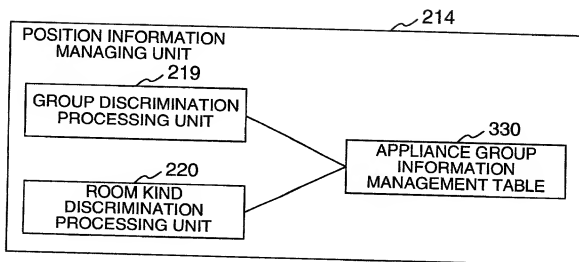 214
POSITION INFORMATION
MANAGING UNIT
219
GROUP DISCRIMINATION
PROCESSING UNIT
330
APPLIANCE GROUP
INFORMATION
MANAGEMENT TABLE
220
ROOM KIND
DISCRIMINATION
PROCESSING UNIT